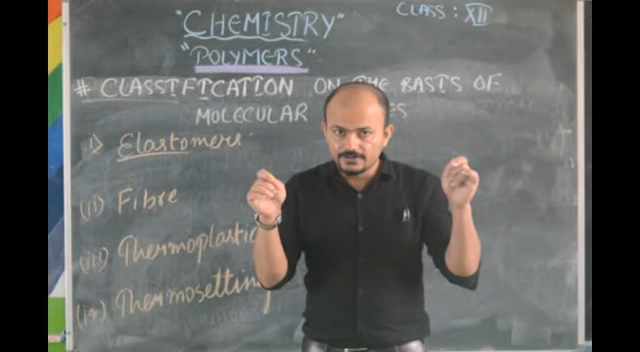 "CHEMISTRY"
CLASS: XII
"POLYMERS"
# CLASSIFICATION ON THE BASIS OF
MOLECULAR
i) Elastomers
(ii) Fibre
(iii) Thermoplastic
(iv) Thermosetting